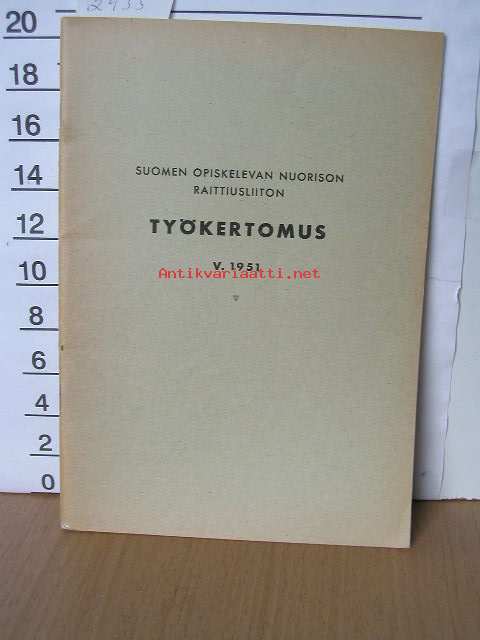 2933
20
18
16
14
12
10
8
6
4
2
0
SUOMEN OPISKELEVAN NUORISON
RAITTIUSLIITON
TYÖKERTOMUS
V. 1951
Antikvariaatti.net